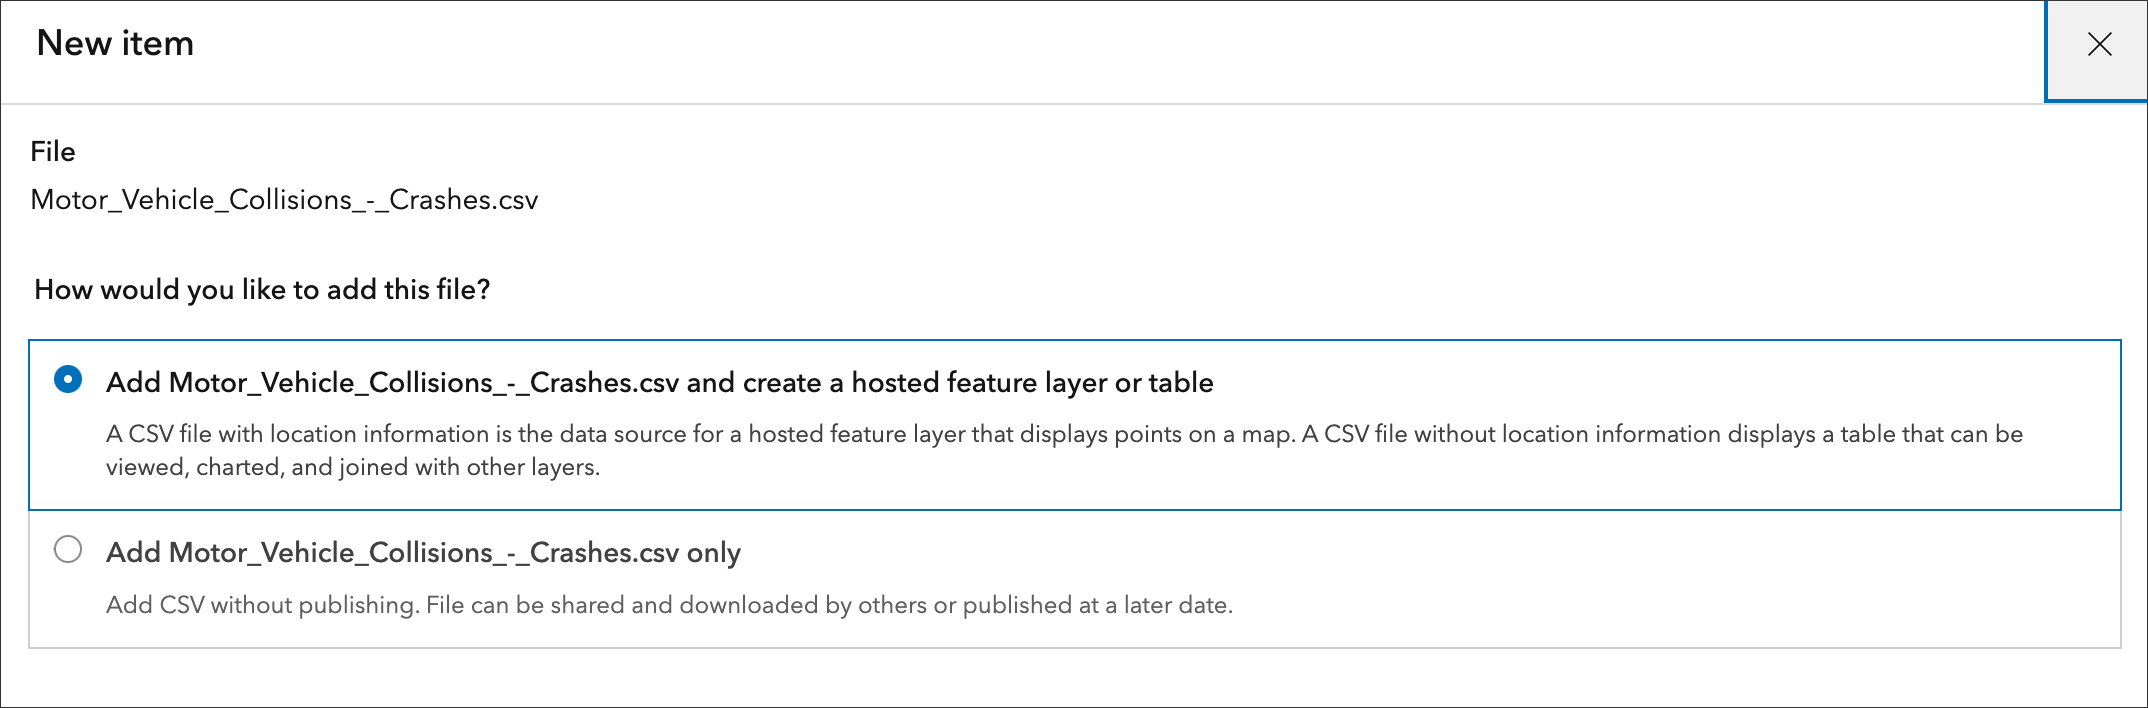 New item
File
Motor_Vehicle_Collisions_-_Crashes.csv
How would you like to add this file?
Add Motor_Vehicle_Collisions_-_Crashes.csv and create a hosted feature layer or table
A CSV file with location information is the data source for a hosted feature layer that displays points on a map. A CSV file without location information displays a table that can be
viewed, charted, and joined with other layers.
Add Motor_Vehicle_Collisions_-_Crashes.csv only
Add CSV without publishing. File can be shared and downloaded by others or published at a later date.